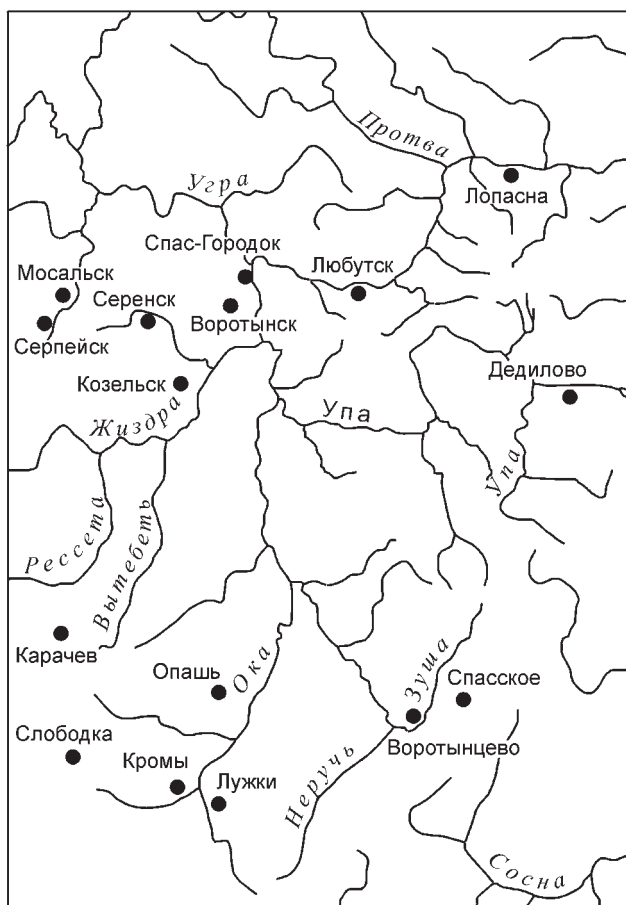 Протва
Лопасна
Угра
Спас-Городок
Любутск
Мосальск
Серенск
Воротынск
Серпейск
Козельск
Дедилово
Жиздра
Упа
Упа
Рессета
Вытебеть
Карачев
Опашь
Ока
Зуша
Спасское
Слободка
Воротынцево
Кромы
Лужки
Неручь
Сосна